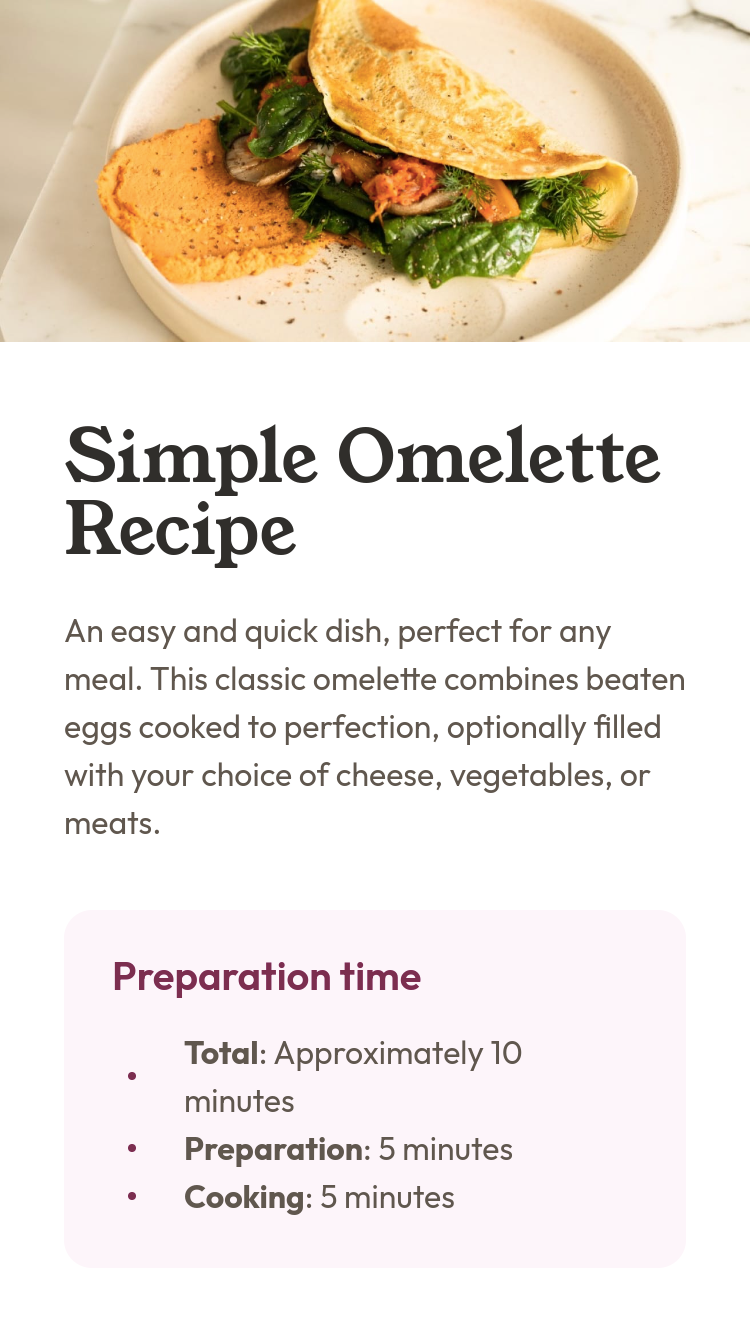 Simple Omelette
Recipe
An easy and quick dish, perfect for any
meal. This classic omelette combines beaten
eggs cooked to perfection, optionally filled
with your choice of cheese, vegetables, or
meats.
Preparation time
• Total: Approximately 10
minutes
• Preparation: 5 minutes
• Cooking: 5 minutes